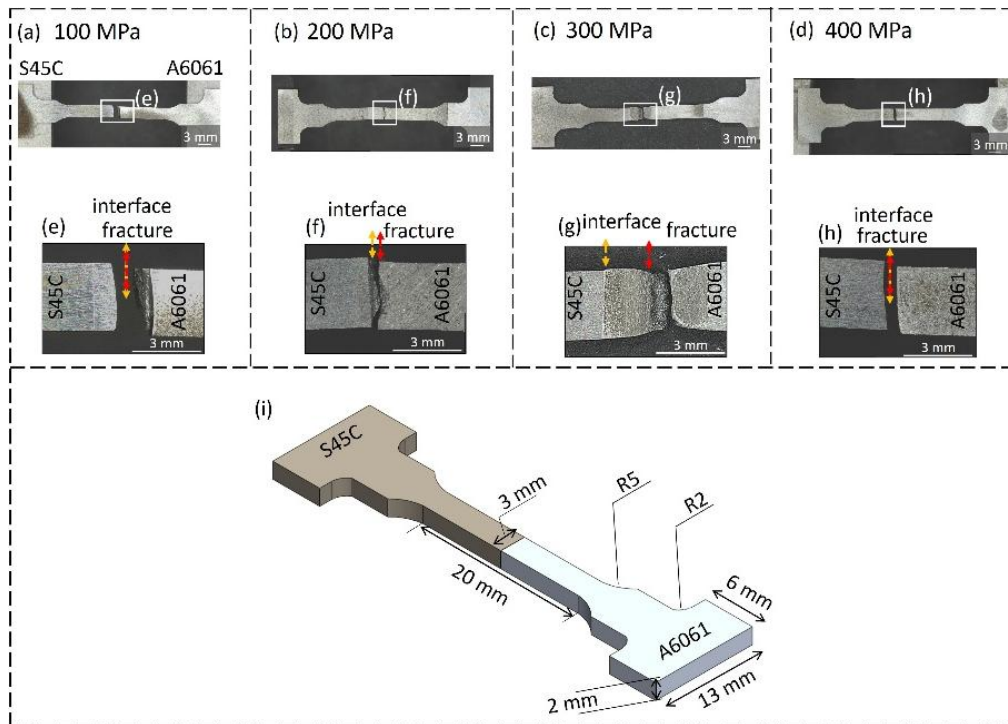 (a) 100 MPa
S45C A6061
(e)
3 mm
(b) 200 MPa
(f)
3 mm
(c) 300 MPa
(g)
3 mm
(d) 400 MPa
(h)
3 mm
(e)
interface
fracture
S45C
A6061
3 mm
(f)
interface
fracture
S45C
A6061
3 mm
(g)
interface
fracture
S45C
A6061
3 mm
(h)
interface
fracture
S45C
A6061
3 mm
(i)
S45C
3 mm
R5
R2
20 mm
6 mm
A6061
2 mm
13 mm